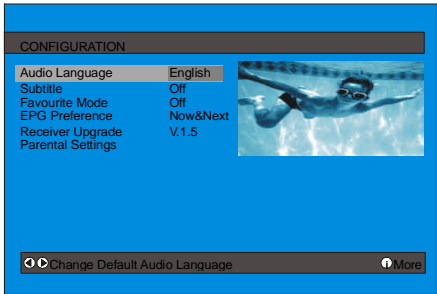 CONFIGURATION
Audio Language English
Subtitle Off
Favourite Mode Off
EPG Preference Now&Next
Receiver Upgrade V.1.5
Parental Settings
Change Default Audio Language i More